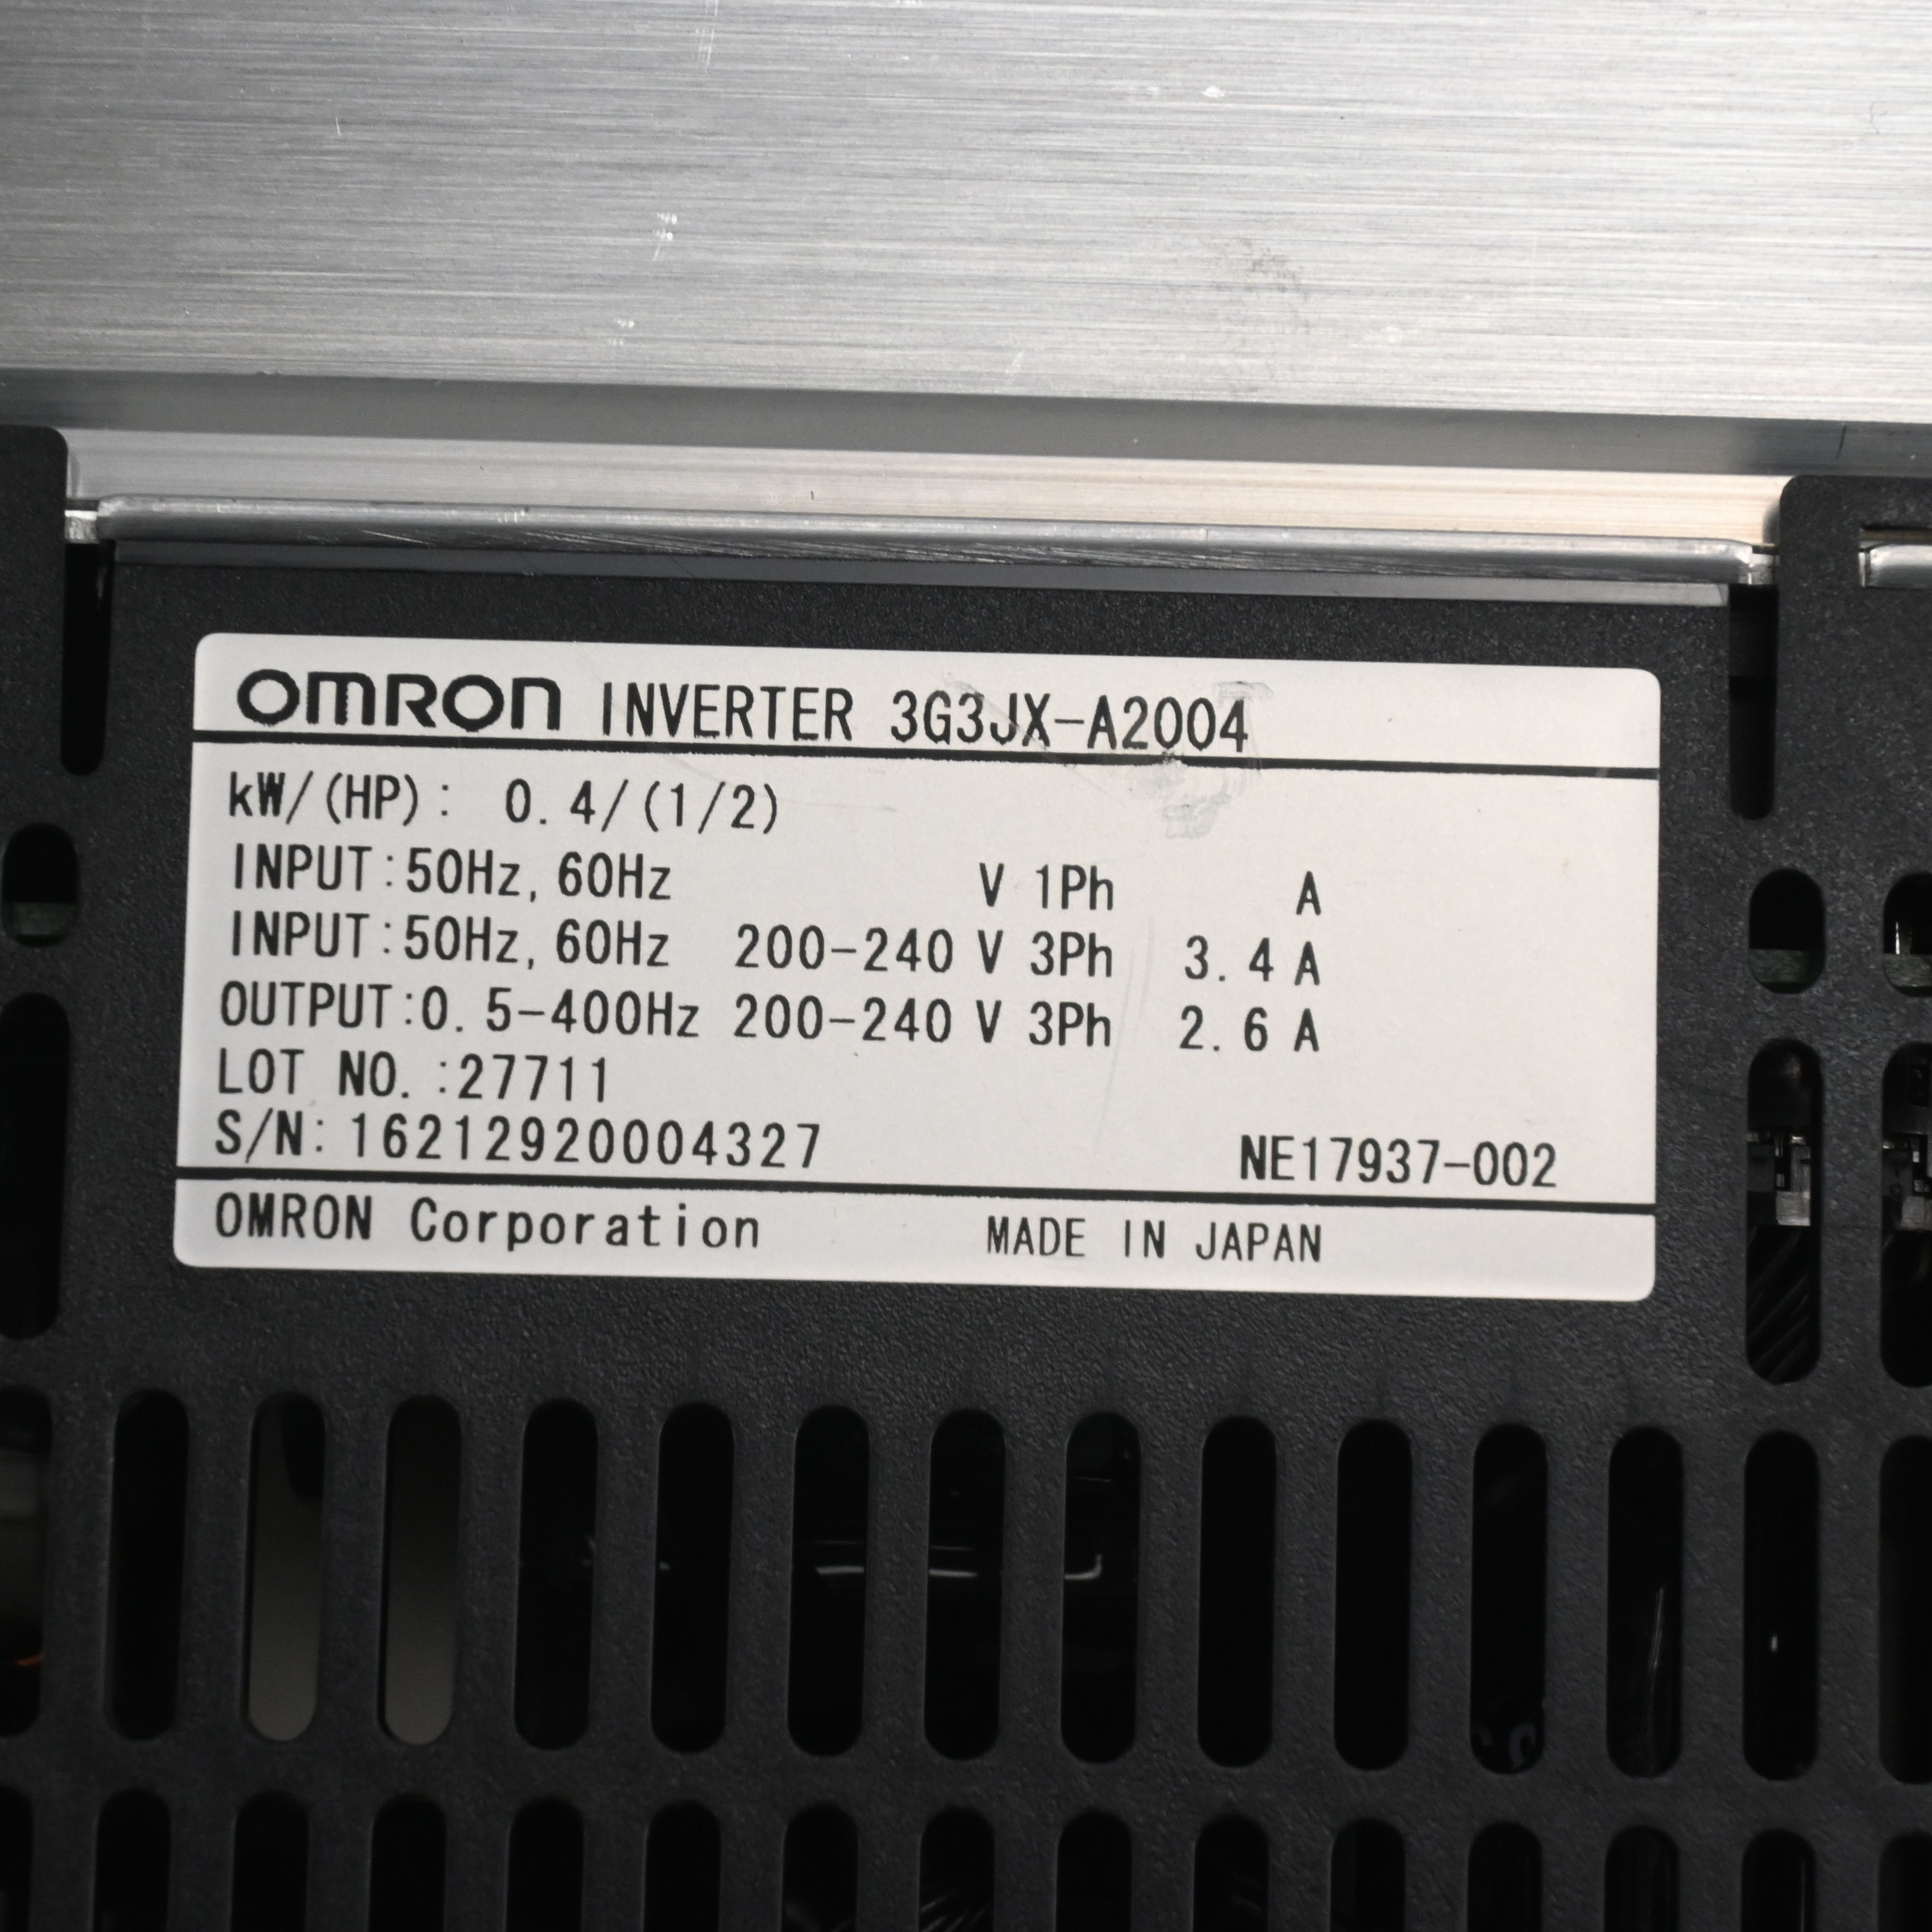 OMRON INVERTER 3G3JX-A2004
kW/(HP): 0.4/(1/2)
INPUT:50Hz,60Hz V 1Ph A
INPUT:50Hz,60Hz 200-240 V 3Ph 3.4 A
OUTPUT:0.5-400Hz 200-240 V 3Ph 2.6 A
LOT NO.:27711
S/N:16212920004327 NE17937-002
OMRON Corporation MADE IN JAPAN